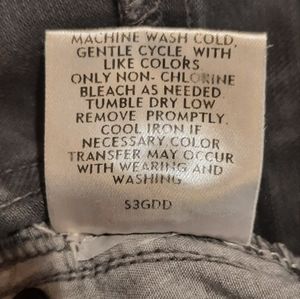 MACHINE WASH COLD,
GENTLE CYCLE, WITH
LIKE COLORS
ONLY NON- CHLORINE
BLEACH AS NEEDED
TUMBLE DRY LOW
REMOVE PROMPTLY.
COOL IRON IF
NECESSARY.COLOR
TRANSFER MAY OCCUR
WITH WEARING AND
WASHING
S3GDD